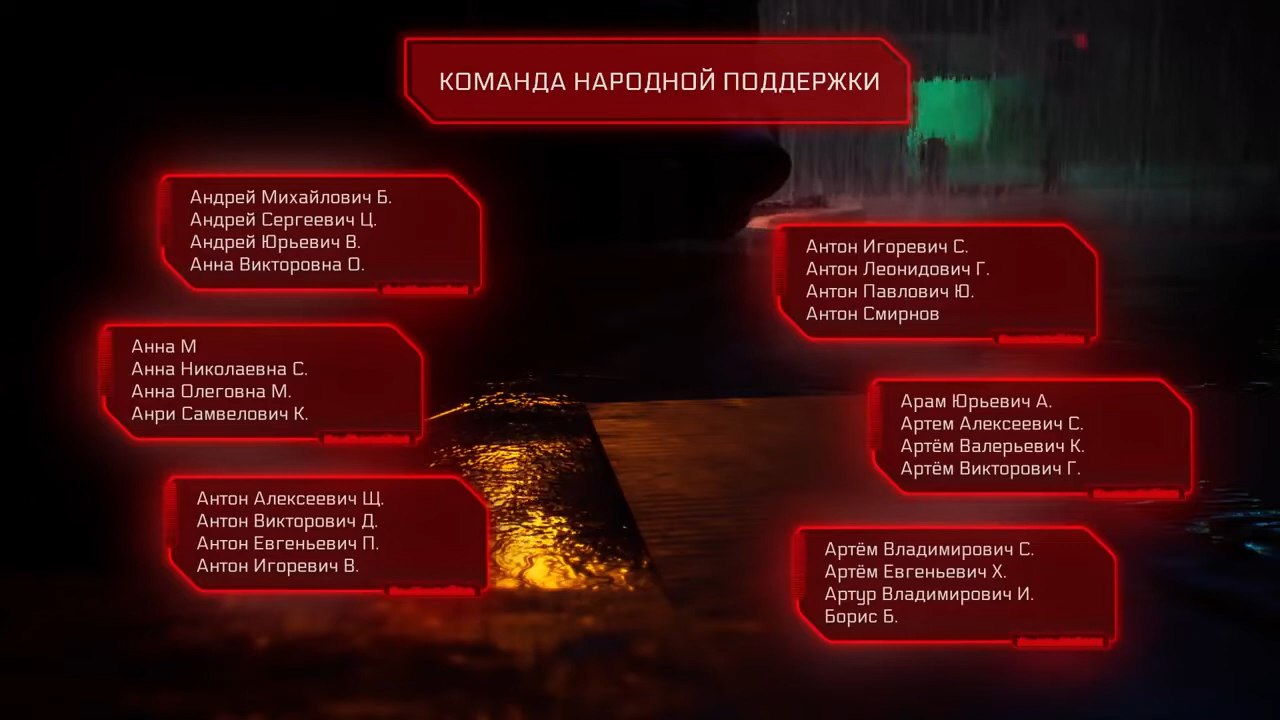 КОМАНДА НАРОДНОЙ ПОДДЕРЖКИ
Андрей Михайлович Б.
Андрей Сергеевич Ц.
Андрей Юрьевич В.
Анна Викторовна О.
Анна М
Анна Николаевна С.
Анна Олеговна М.
Анри Самвелович К.
Антон Алексеевич Щ.
Антон Викторович Д.
Антон Евгеньевич П.
Антон Игоревич В.
Антон Игоревич С.
Антон Леонидович Г.
Антон Павлович Ю.
Антон Смирнов
Арам Юрьевич А.
Артем Алексеевич С.
Артём Валерьевич К.
Артём Викторович Г.
Артём Владимирович С.
Артём Евгеньевич Х.
Артур Владимирович И.
Борис Б.